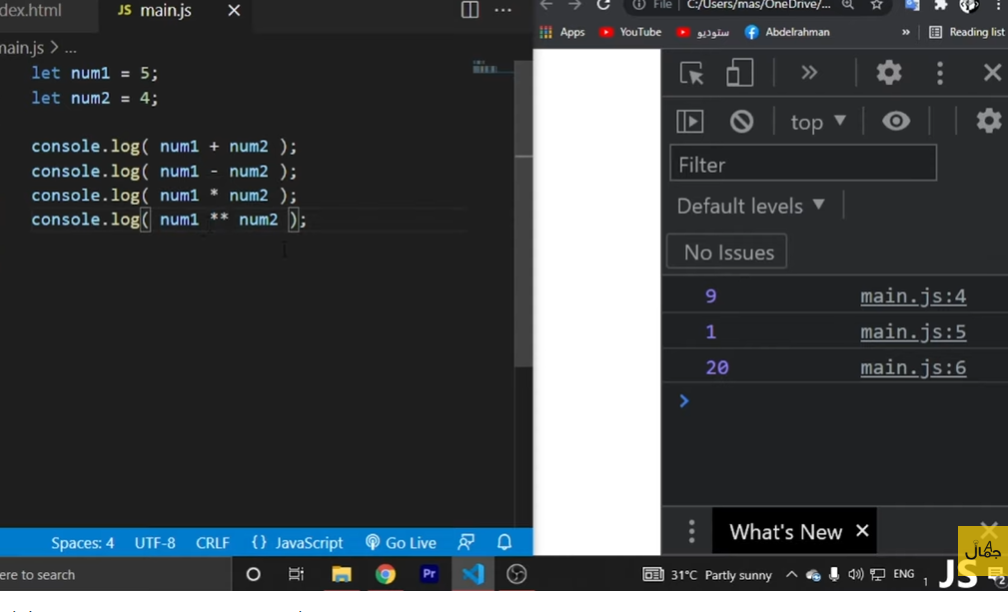 dex.html JS main.js ✕
main.js > ...
let num1 = 5;
let num2 = 4;
console.log( num1 + num2 );
console.log( num1 - num2 );
console.log( num1 * num2 );
console.log( num1 ** num2 );
Spaces: 4 UTF-8 CRLF {} JavaScript Go Live
File C:/Users/mas/OneDrive/...
Apps YouTube ستوديو Abdelrahman » Reading list
top
Filter
Default levels
No Issues
9 main.js:4
1 main.js:5
20 main.js:6
What's New ✕
ere to search Pr 31°C Partly sunny ENG 1 2
جمال
JS